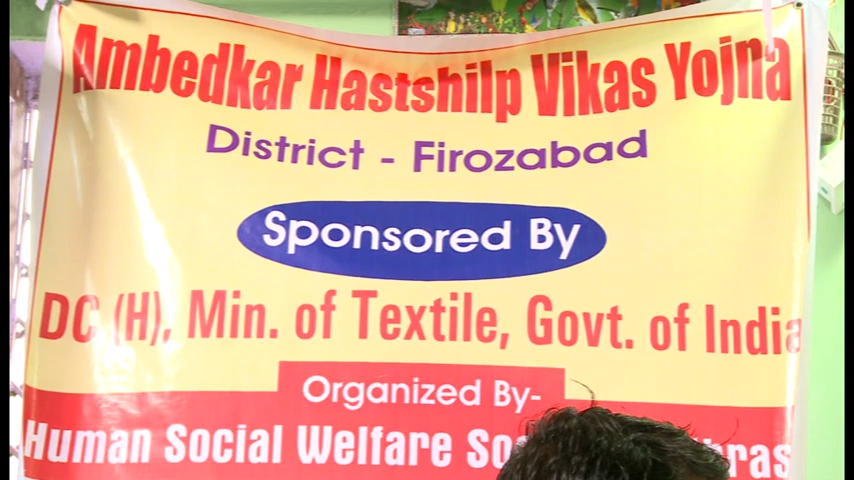 Ambedkar Hastshilp Vikas Yojna
District - Firozabad
Sponsored By
DC (H), Min. of Textile, Govt. of India
Organized By-
Human Social Welfare